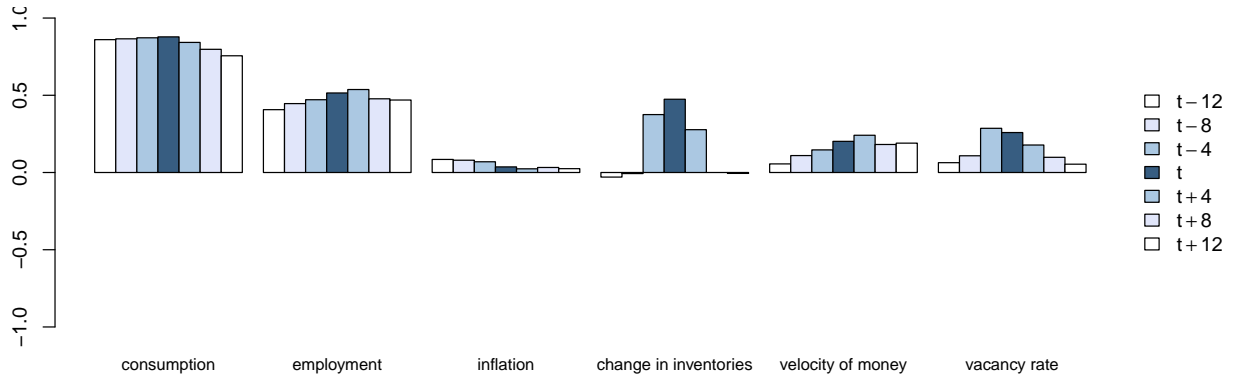 1.0
0.5
0.0
−0.5
−1.0
consumption
employment
inflation
change in inventories
velocity of money
vacancy rate
t−12
t−8
t−4
t
t+4
t+8
t+12